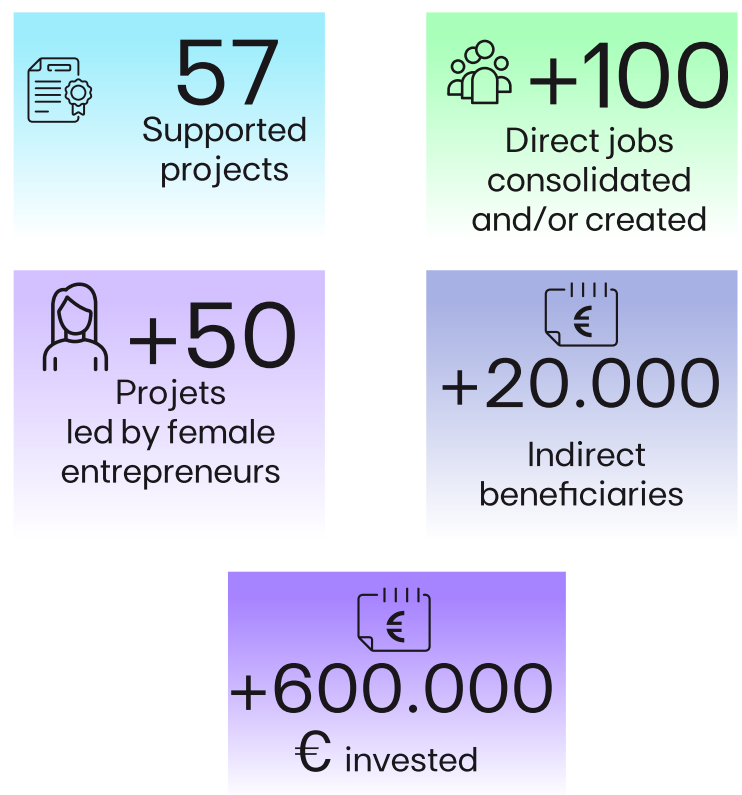 57
Supported
projects
+100
Direct jobs
consolidated
and/or created
+50
Projets
led by female
entrepreneurs
€
+20.000
Indirect
beneficiaries
€
+600.000
€ invested